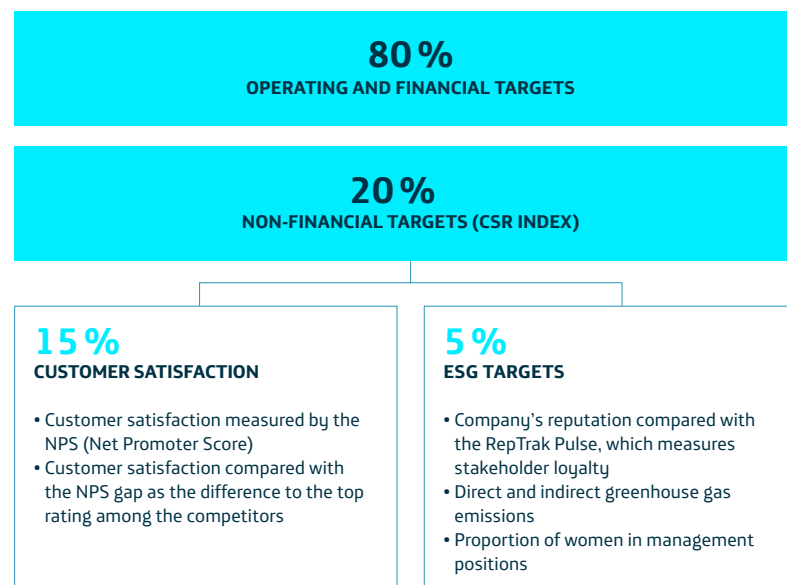 80 %
OPERATING AND FINANCIAL TARGETS
20 %
NON-FINANCIAL TARGETS (CSR INDEX)
15 %
CUSTOMER SATISFACTION
• Customer satisfaction measured by the
NPS (Net Promoter Score)
• Customer satisfaction compared with
the NPS gap as the difference to the top
rating among the competitors
5 %
ESG TARGETS
• Company’s reputation compared with
the RepTrak Pulse, which measures
stakeholder loyalty
• Direct and indirect greenhouse gas
emissions
• Proportion of women in management
positions